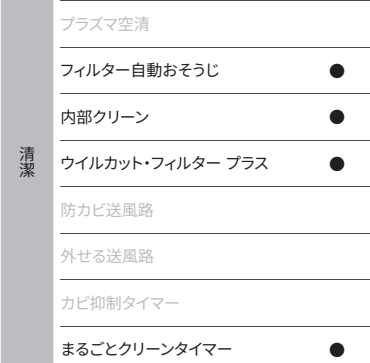 清潔
プラズマ空清
フィルター自動おそうじ ●
内部クリーン ●
ウイルカット・フィルター プラス ●
防カビ送風路
外せる送風路
カビ抑制タイマー
まるごとクリーンタイマー ●